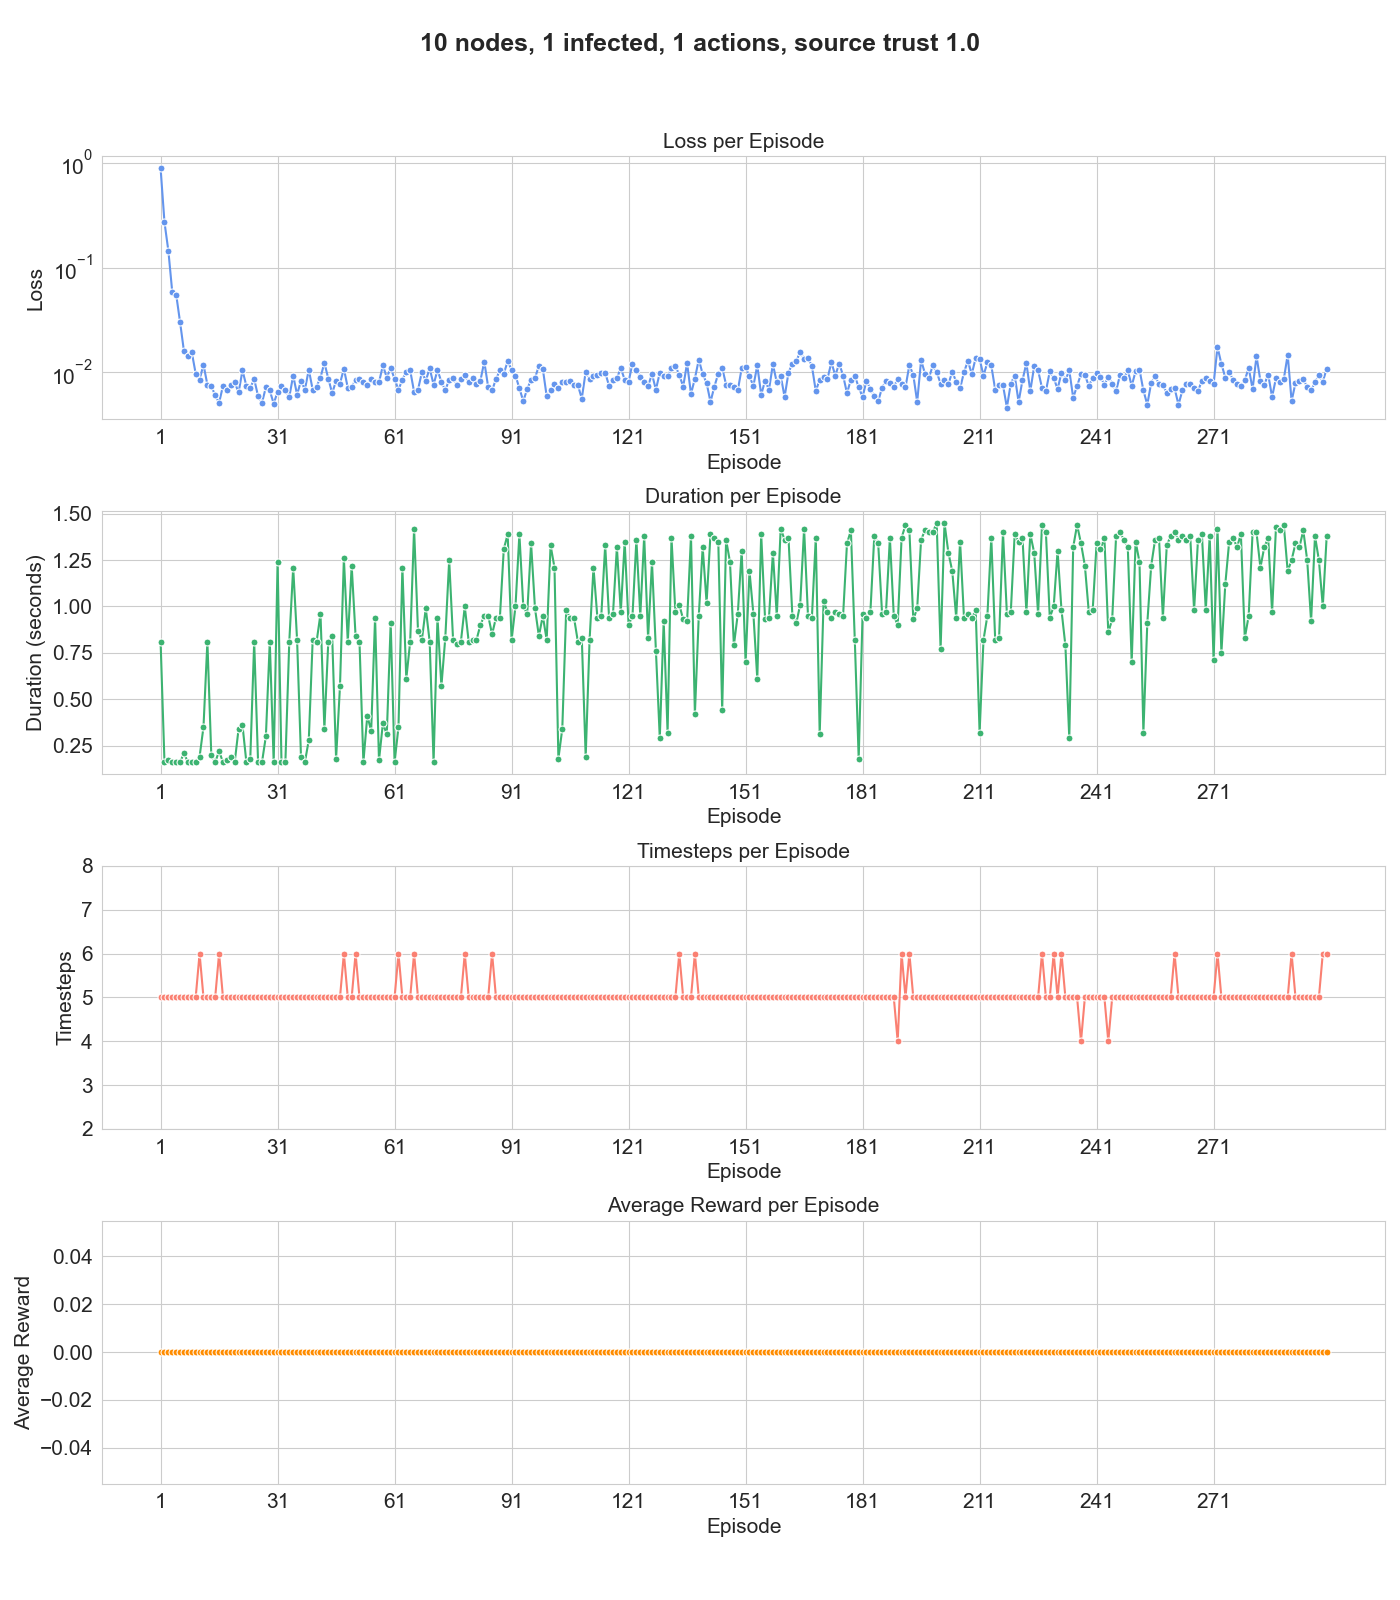 10 nodes, 1 infected, 1 actions, source trust 1.0
Loss per Episode
10^0
10^−1
10^−2
Loss
1 31 61 91 121 151 181 211 241 271
Episode
Duration per Episode
1.50
1.25
1.00
0.75
0.50
0.25
Duration (seconds)
1 31 61 91 121 151 181 211 241 271
Episode
Timesteps per Episode
8
7
6
5
4
3
2
Timesteps
1 31 61 91 121 151 181 211 241 271
Episode
Average Reward per Episode
0.04
0.02
0.00
−0.02
−0.04
Average Reward
1 31 61 91 121 151 181 211 241 271
Episode